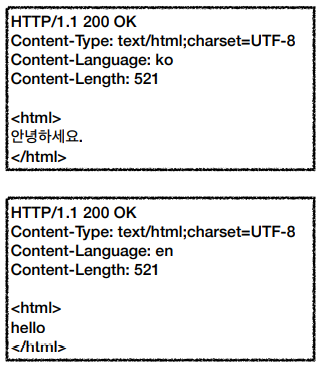 HTTP/1.1 200 OK
Content-Type: text/html;charset=UTF-8
Content-Language: ko
Content-Length: 521
<html>
안녕하세요.
</html>
HTTP/1.1 200 OK
Content-Type: text/html;charset=UTF-8
Content-Language: en
Content-Length: 521
<html>
hello
</html>